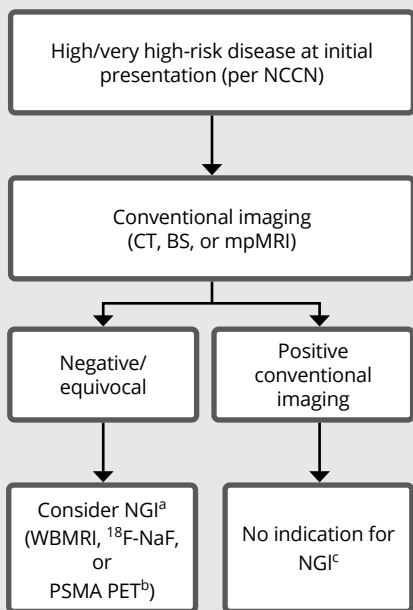 High/very high-risk disease at initial
presentation (per NCCN)
Conventional imaging
(CT, BS, or mpMRI)
Negative/
equivocal
Positive
conventional
imaging
Consider NGIᵃ
(WBMRI, ¹⁸F-NaF,
or
PSMA PETᵇ)
No indication for
NGIᶜ